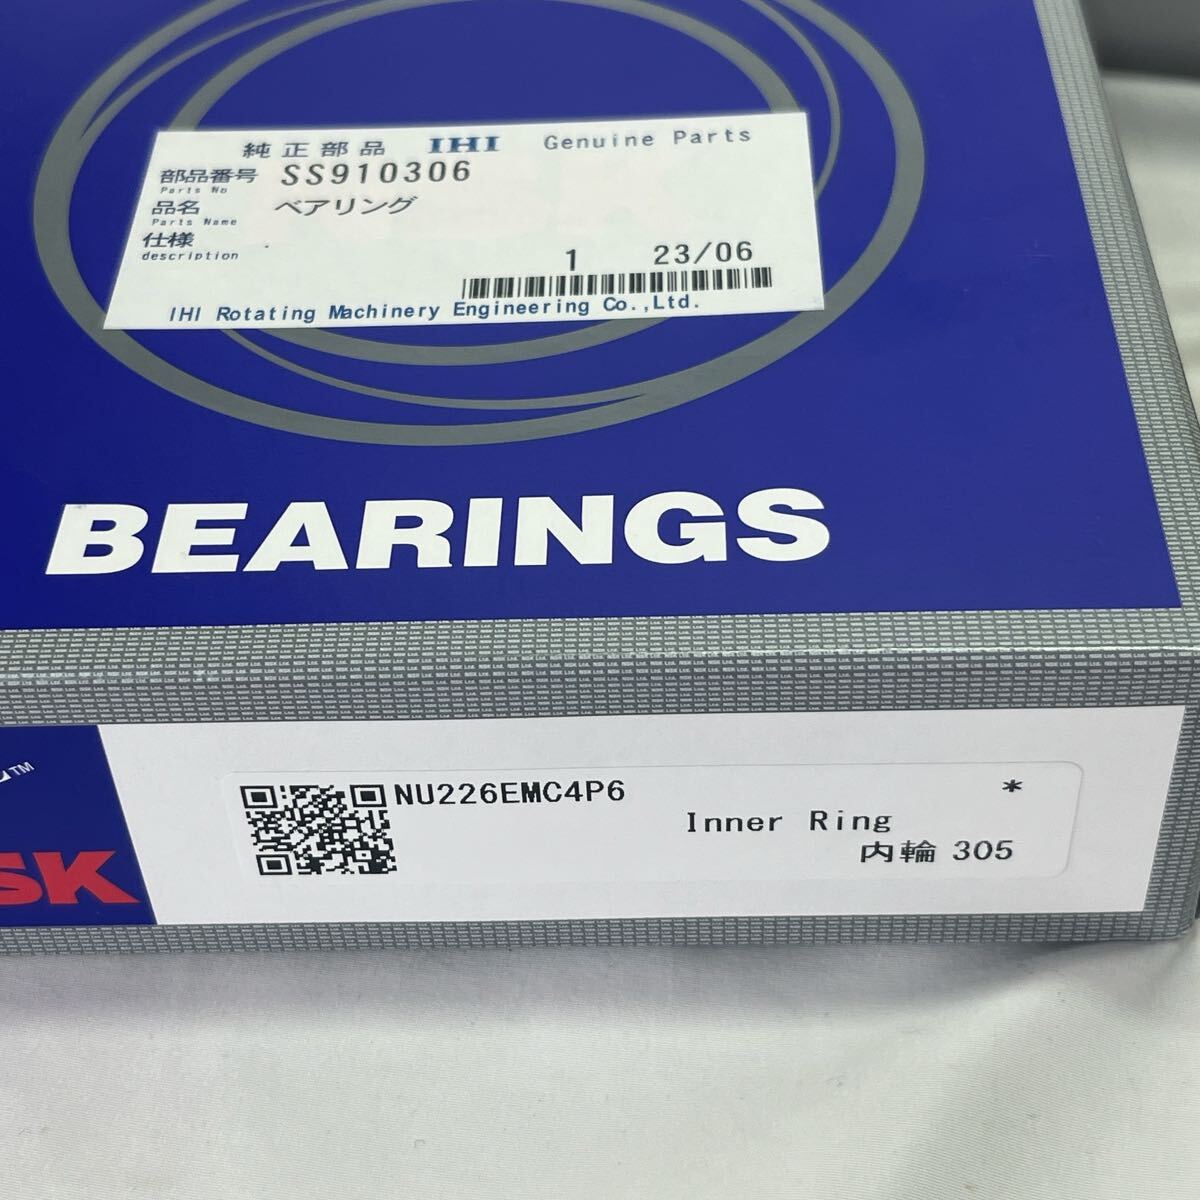 純正部品 IHI Genuine Parts
部品番号 SS910306
Parts No
品名 ベアリング
Parts Name
仕様
description
1 23/06
IHI Rotating Machinery Engineering Co.,Ltd.
BEARINGS
TM
SK
NU226EMC4P6 *
Inner Ring
内輪 305